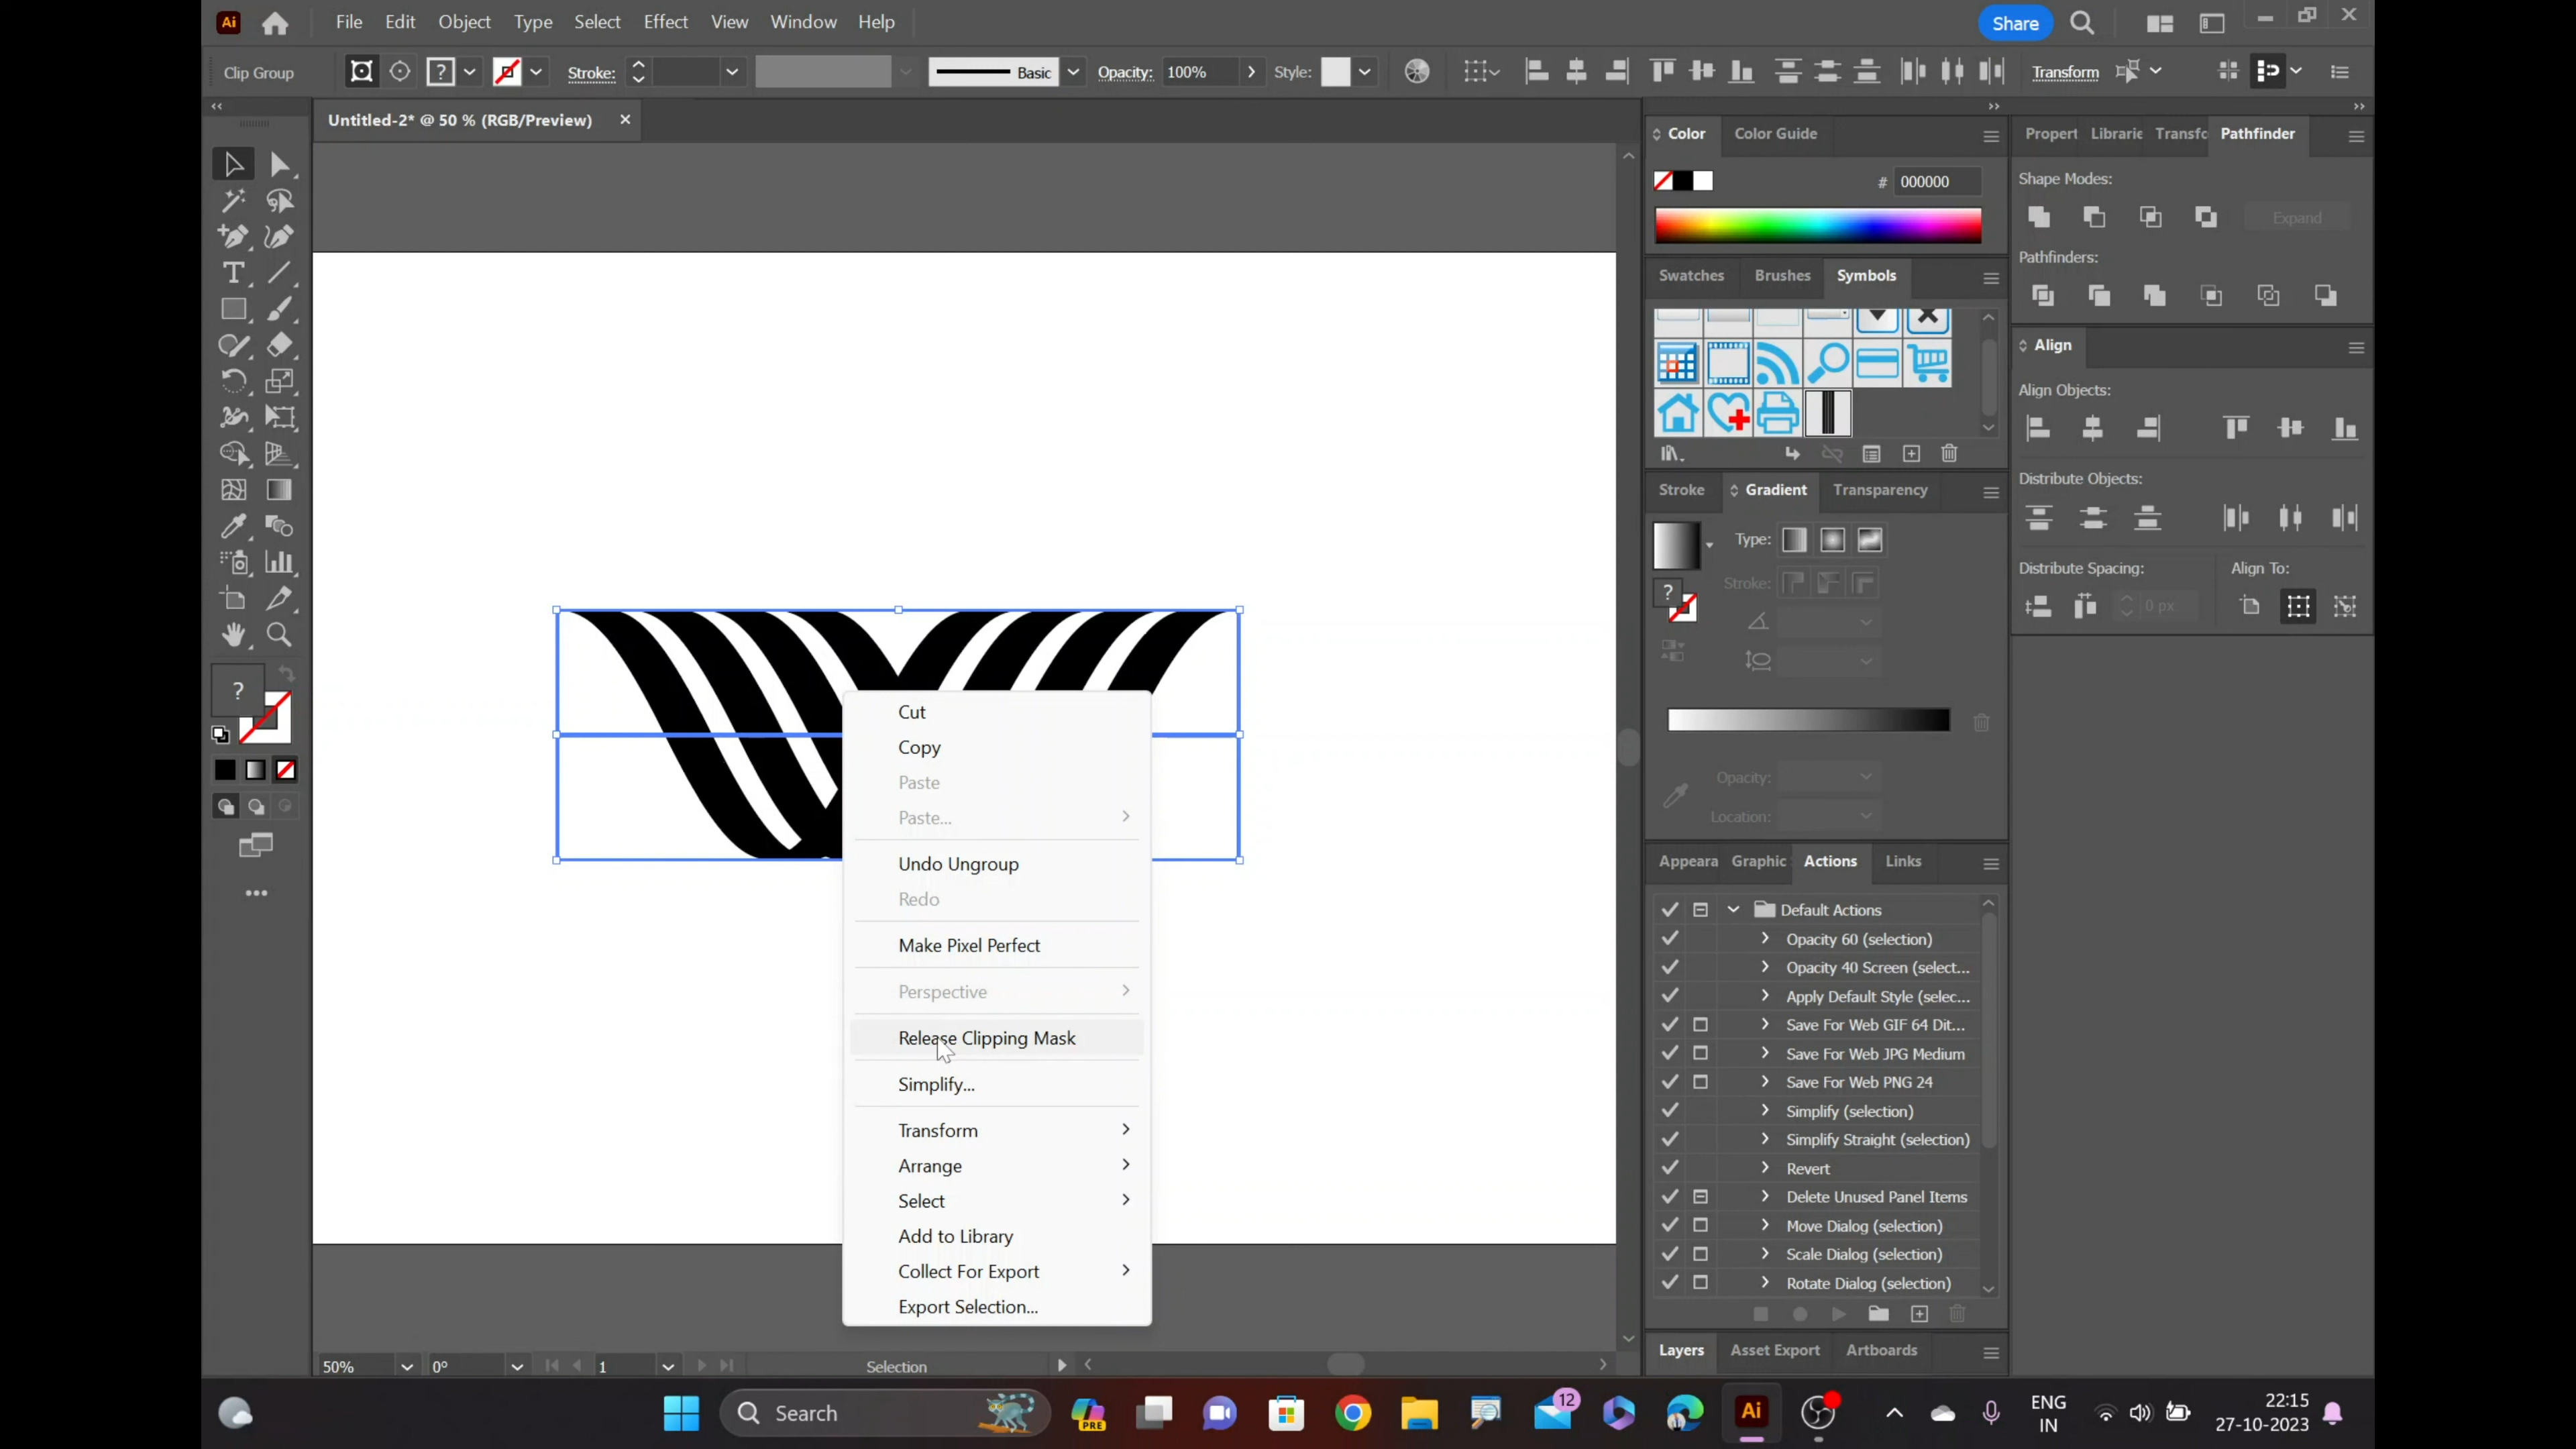 Ai File Edit Object Type Select Effect View Window Help Share
Clip Group ? Stroke: Basic Opacity: 100% Style: Transform
Untitled-2* @ 50 % (RGB/Preview)
Color Color Guide
# 000000
Swatches Brushes Symbols
Stroke Gradient Transparency
Type:
?
Stroke:
Opacity:
Location:
Appeara Graphic Actions Links
Default Actions
Opacity 60 (selection)
Opacity 40 Screen (select...
Apply Default Style (selec...
Save For Web GIF 64 Dit...
Save For Web JPG Medium
Save For Web PNG 24
Simplify (selection)
Simplify Straight (selection)
Revert
Delete Unused Panel Items
Move Dialog (selection)
Scale Dialog (selection)
Rotate Dialog (selection)
Layers Asset Export Artboards
Propert Librarie Transfo Pathfinder
Shape Modes:
Expand
Pathfinders:
Align
Align Objects:
Distribute Objects:
Distribute Spacing: Align To:
0 px
T
?
Cut
Copy
Paste
Paste...
Undo Ungroup
Redo
Make Pixel Perfect
Perspective
Release Clipping Mask
Simplify...
Transform
Arrange
Select
Add to Library
Collect For Export
Export Selection...
50% 0° 1 Selection
Search PRE 12 Ai ENG
IN
22:15
27-10-2023